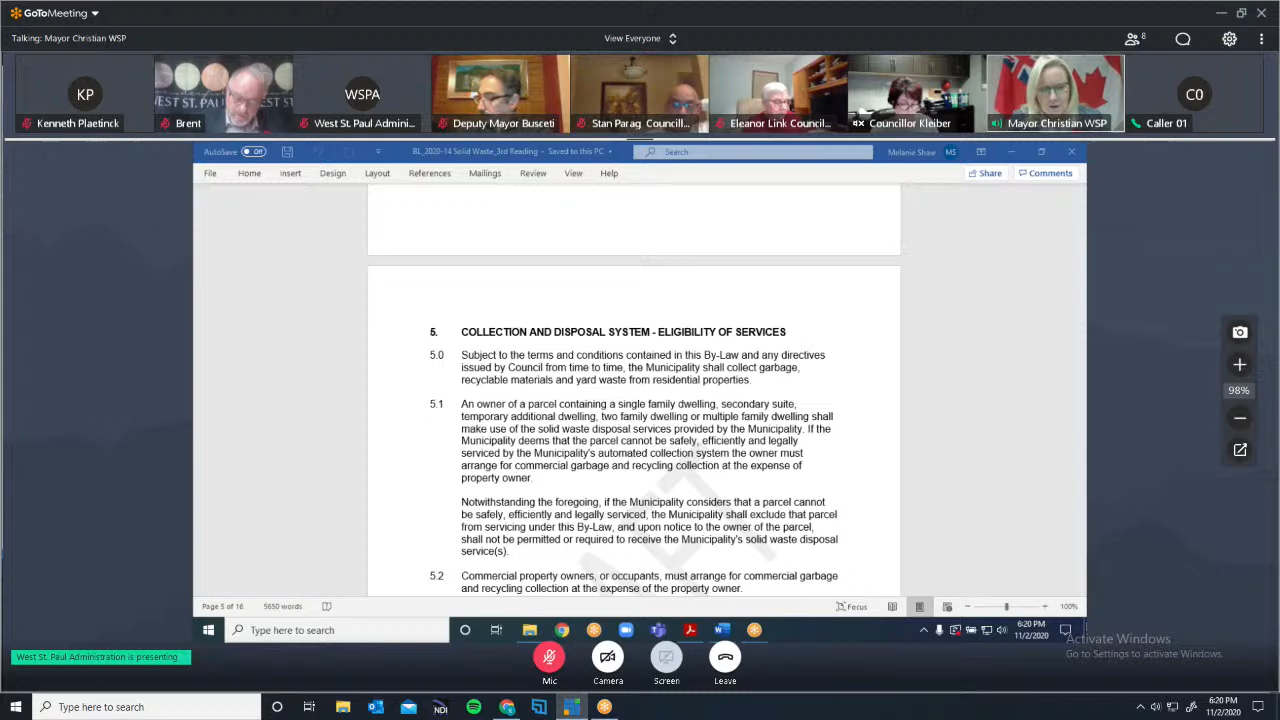 GoToMeeting
Talking: Mayor Christian WSP
View Everyone
8
KP
WEST ST. PAUL
WSPA
C0
Kenneth Plaetinck
Brent
West St. Paul Admini...
Deputy Mayor Busceti
Stan Parag Councill...
Eleanor Link Council...
Councillor Kleiber
Mayor Christian WSP
Caller 01
AutoSave Off
BL_2020-14 Solid Waste_3rd Reading - Saved to this PC
Search
Melanie Shaw MS
File Home Insert Design Layout References Mailings Review View Help
Share Comments
5. COLLECTION AND DISPOSAL SYSTEM - ELIGIBILITY OF SERVICES
5.0 Subject to the terms and conditions contained in this By-Law and any directives
issued by Council from time to time, the Municipality shall collect garbage,
recyclable materials and yard waste from residential properties.
5.1 An owner of a parcel containing a single family dwelling, secondary suite,
temporary additional dwelling, two family dwelling or multiple family dwelling shall
make use of the solid waste disposal services provided by the Municipality. If the
Municipality deems that the parcel cannot be safely, efficiently and legally
serviced by the Municipality's automated collection system the owner must
arrange for commercial garbage and recycling collection at the expense of
property owner.
Notwithstanding the foregoing, if the Municipality considers that a parcel cannot
be safely, efficiently and legally serviced, the Municipality shall exclude that parcel
from servicing under this By-Law, and upon notice to the owner of the parcel,
shall not be permitted or required to receive the Municipality's solid waste disposal
service(s).
5.2 Commercial property owners, or occupants, must arrange for commercial garbage
and recycling collection at the expense of the property owner.
98%
Page 5 of 16 5650 words
Focus
100%
Type here to search
6:20 PM
11/2/2020
Activate Windows
Go to Settings to activate Windows.
West St. Paul Administration is presenting
Mic Camera Screen Leave
Type here to search
NDI
6:20 PM
11/2/2020